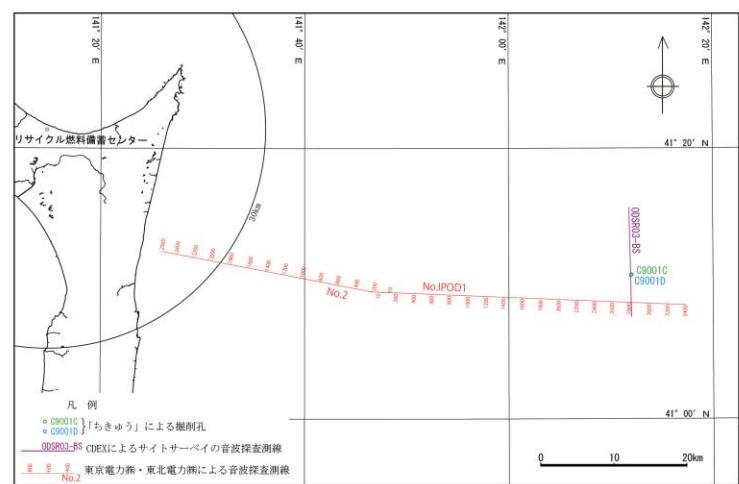 141° 20′ E
141° 40′ E
142° 00′ E
142° 20′ E
リサイクル燃料備蓄センター
41° 20′ N
30km
ODSR03-BS
C9001C
C9001D
No.2
No.IPOD1
凡 例
C9001C
C9001D
「ちきゅう」による掘削孔
41° 00′ N
ODSR03-BS CDEXによるサイトサーベイの音波探査測線
800 600 400
No.2
東京電力㈱・東北電力㈱による音波探査測線
0 10 20km